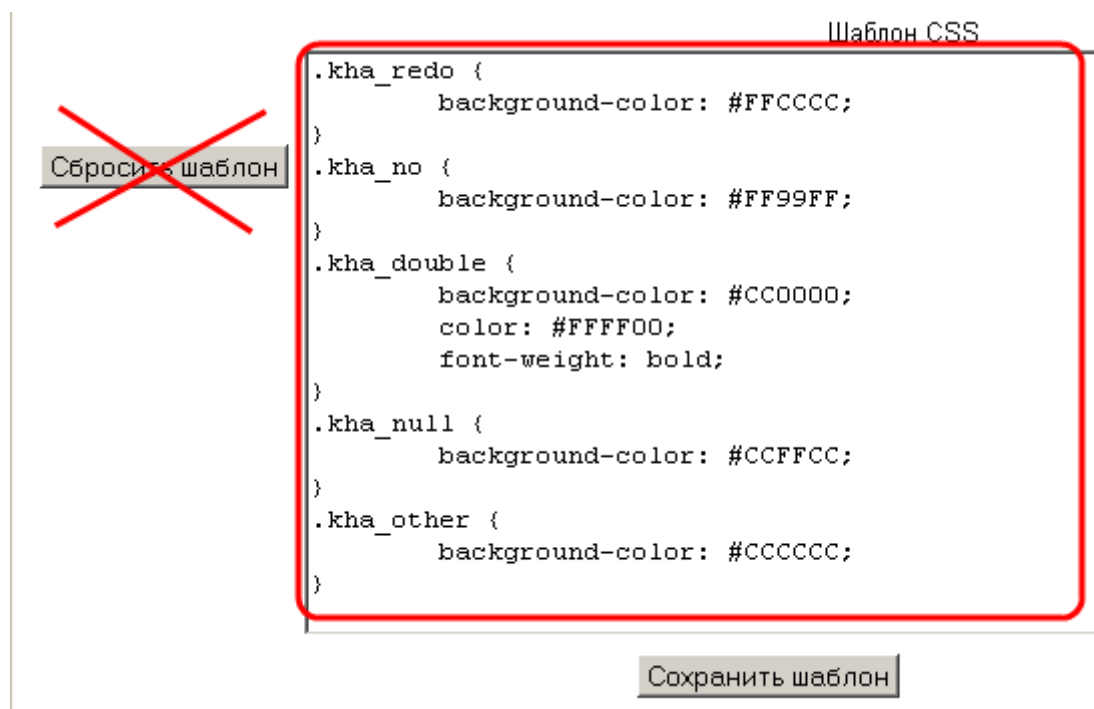 Шаблон CSS
.kha_redo {
background-color: #FFCCCC;
}
Сбросить шаблон
.kha_no {
background-color: #FF99FF;
}
.kha_double {
background-color: #CC0000;
color: #FFFF00;
font-weight: bold;
}
.kha_null {
background-color: #CCFFCC;
}
.kha_other {
background-color: #CCCCCC;
}
Сохранить шаблон